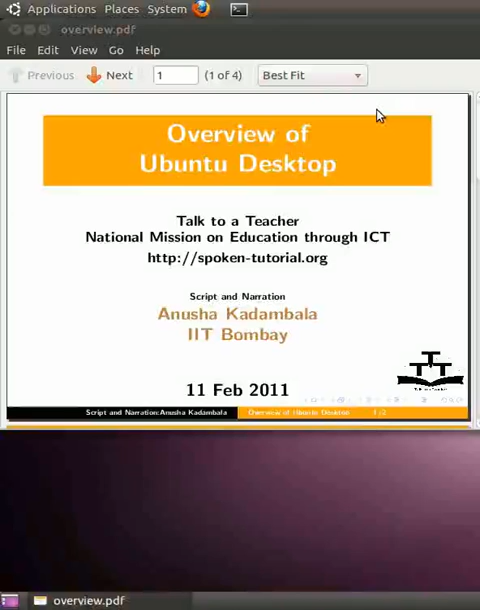 Applications Places System
overview.pdf
File Edit View Go Help
Previous Next 1 (1 of 4) Best Fit
Overview of
Ubuntu Desktop
Talk to a Teacher
National Mission on Education through ICT
http://spoken-tutorial.org
Script and Narration
Anusha Kadambala
IIT Bombay
11 Feb 2011
Script and Narration:Anusha Kadambala Overview of Ubuntu Desktop 1/2
overview.pdf